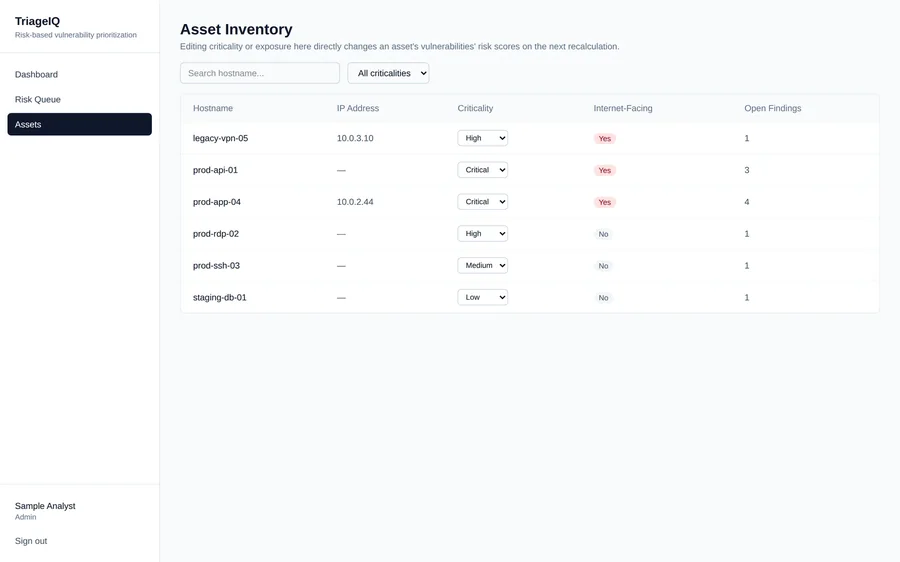 TriageIQ
Risk-based vulnerability prioritization
Dashboard
Risk Queue
Assets
Sample Analyst
Admin
Sign out
Asset Inventory
Editing criticality or exposure here directly changes an asset's vulnerabilities' risk scores on the next recalculation.
Search hostname... All criticalities
Hostname IP Address Criticality Internet-Facing Open Findings
legacy-vpn-05 10.0.3.10 High Yes 1
prod-api-01 — Critical Yes 3
prod-app-04 10.0.2.44 Critical Yes 4
prod-rdp-02 — High No 1
prod-ssh-03 — Medium No 1
staging-db-01 — Low No 1